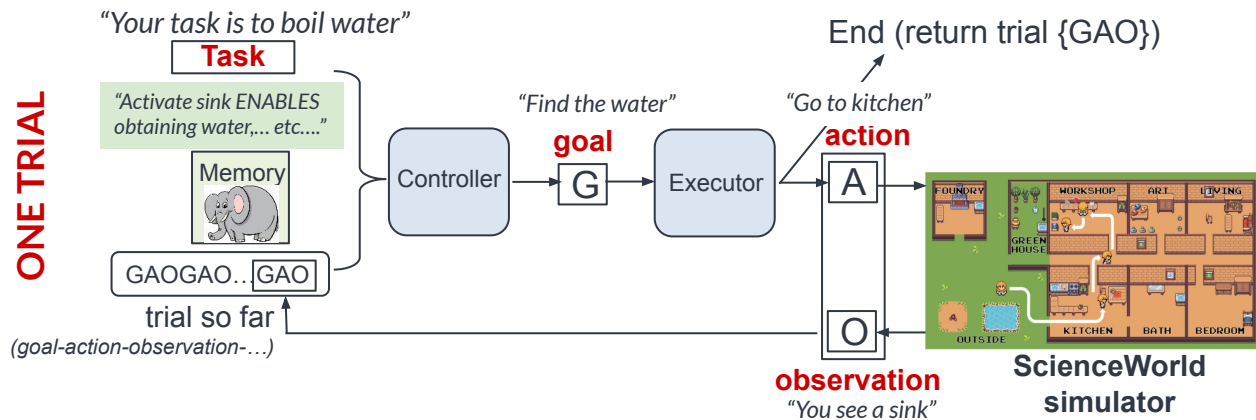 ONE TRIAL
“Your task is to boil water”
Task
“Activate sink ENABLES
obtaining water,… etc….”
Memory
GAOGAO…GAO
trial so far
(goal-action-observation-…)
Controller
“Find the water”
goal
G
Executor
End (return trial {GAO})
“Go to kitchen”
action
A
O
observation
“You see a sink”
FOUNDRY
WORKSHOP
ART
LIVING
GREEN
HOUSE
KITCHEN
BATH
BEDROOM
OUTSIDE
ScienceWorld
simulator